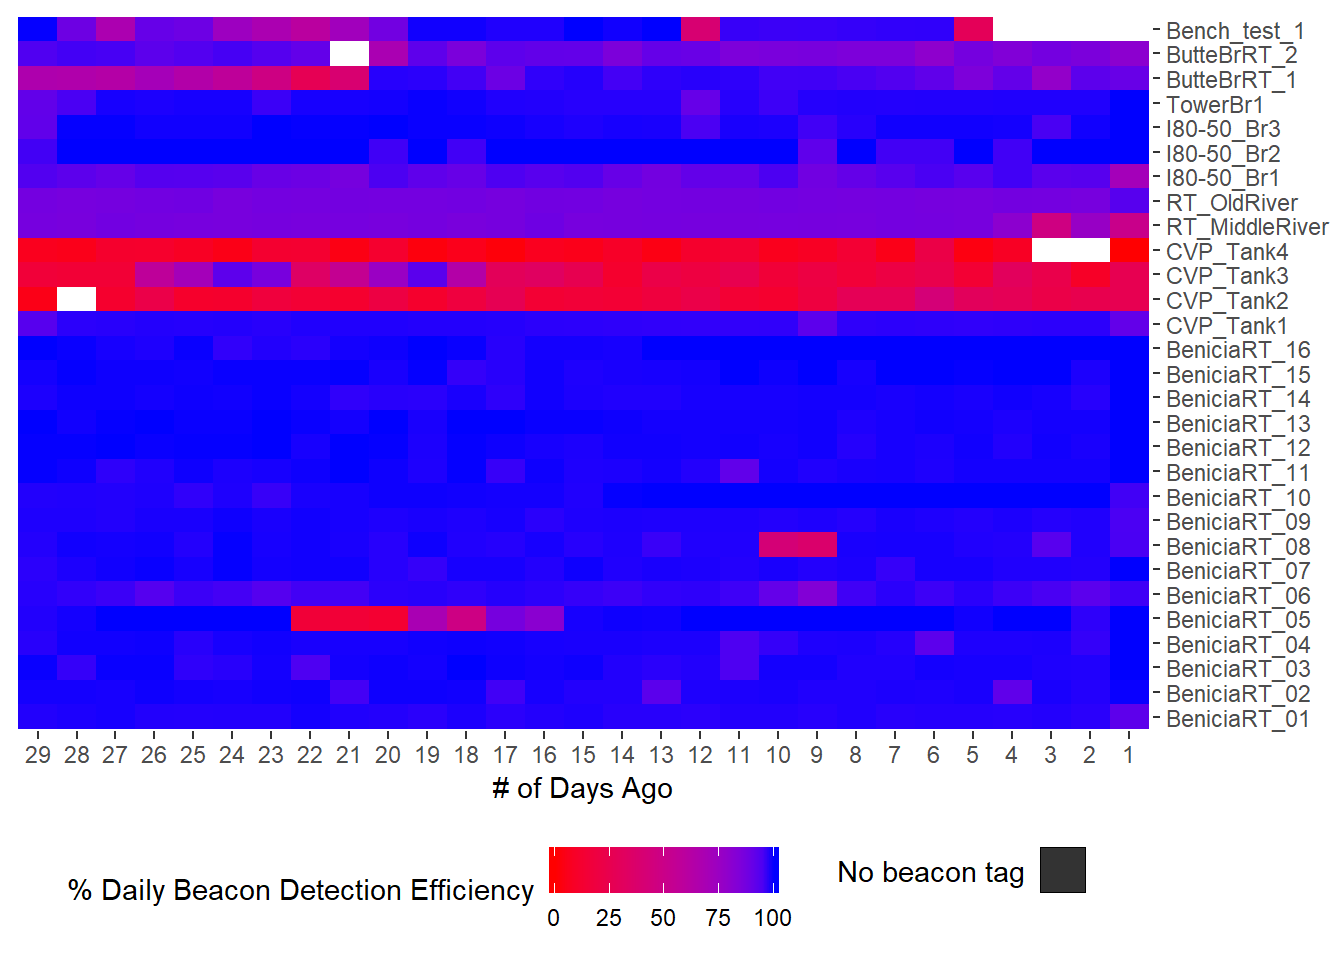 Bench_test_1
ButteBrRT_2
ButteBrRT_1
TowerBr1
I80-50_Br3
I80-50_Br2
I80-50_Br1
RT_OldRiver
RT_MiddleRiver
CVP_Tank4
CVP_Tank3
CVP_Tank2
CVP_Tank1
BeniciaRT_16
BeniciaRT_15
BeniciaRT_14
BeniciaRT_13
BeniciaRT_12
BeniciaRT_11
BeniciaRT_10
BeniciaRT_09
BeniciaRT_08
BeniciaRT_07
BeniciaRT_06
BeniciaRT_05
BeniciaRT_04
BeniciaRT_03
BeniciaRT_02
BeniciaRT_01
29 28 27 26 25 24 23 22 21 20 19 18 17 16 15 14 13 12 11 10 9 8 7 6 5 4 3 2 1
# of Days Ago
% Daily Beacon Detection Efficiency
0 25 50 75 100
No beacon tag